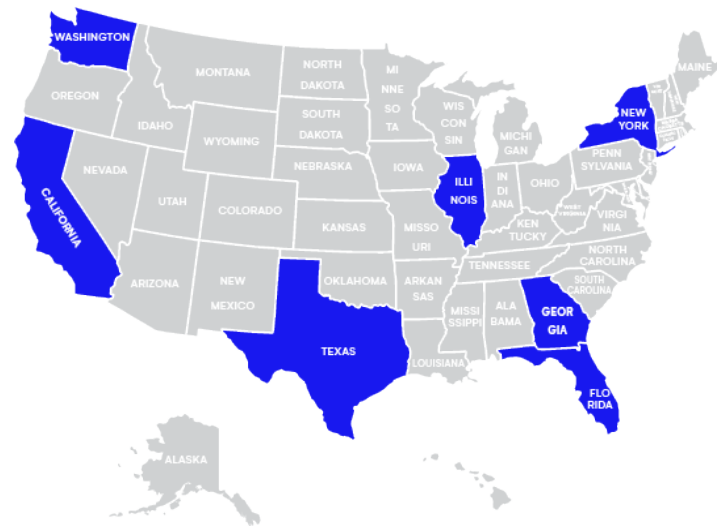 WASHINGTON
MONTANA
NORTH
DAKOTA
MI
NNE
SO
TA
MAINE
OREGON
IDAHO
WYOMING
SOUTH
DAKOTA
WIS
CON
SIN
MICHI
GAN
NEW
YORK
NEVADA
UTAH
COLORADO
NEBRASKA
IOWA
ILLI
NOIS
IN
DI
ANA
OHIO
PENN
SYLVANIA
CALIFORNIA
KANSAS
MISSO
URI
KEN
TUCKY
WEST
VIRGINIA
VIRGI
NIA
ARIZONA
NEW
MEXICO
OKLAHOMA
ARKAN
SAS
TENNESSEE
NORTH
CAROLINA
SOUTH
CAROLINA
TEXAS
LOUISIANA
MISSI
SSIPPI
ALA
BAMA
GEOR
GIA
FLO
RIDA
ALASKA